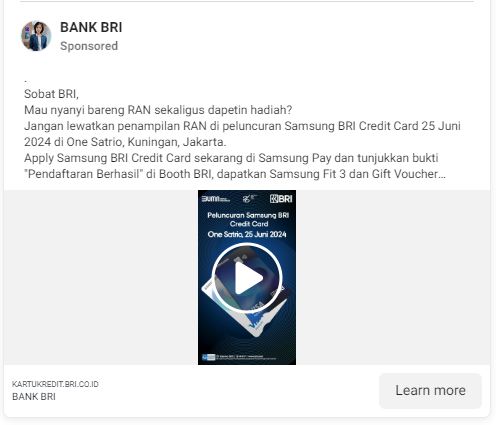 BANK BRI
Sponsored
.
Sobat BRI,
Mau nyanyi bareng RAN sekaligus dapetin hadiah?
Jangan lewatkan penampilan RAN di peluncuran Samsung BRI Credit Card 25 Juni
2024 di One Satrio, Kuningan, Jakarta.
Apply Samsung BRI Credit Card sekarang di Samsung Pay dan tunjukkan bukti
"Pendaftaran Berhasil" di Booth BRI, dapatkan Samsung Fit 3 dan Gift Voucher...
BUMN
BRI
Peluncuran Samsung BRI
Credit Card
One Satrio, 25 Juni 2024
VISA
KARTUKREDIT.BRI.CO.ID
BANK BRI
Learn more